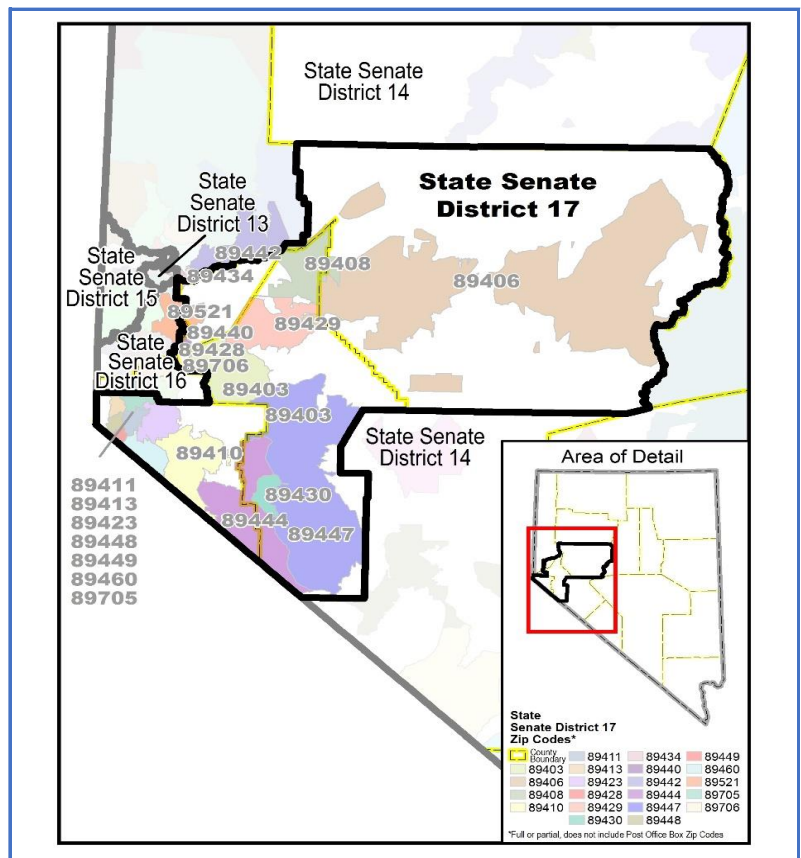 State Senate
District 14
State Senate
District 17
State
Senate
District 13
State
Senate
District 15
State
Senate
District 16
89442
89434
89408
89406
89521
89440
89429
89428
89706
89403
89403
State Senate
District 14
89410
89411
89413
89423
89448
89449
89460
89705
89430
89444
89447
Area of Detail
State
Senate District 17
Zip Codes*
County
Boundary
89403
89406
89408
89410
89411
89413
89423
89428
89429
89430
89434
89440
89442
89444
89447
89448
89449
89460
89521
89705
89706
*Full or partial, does not include Post Office Box Zip Codes